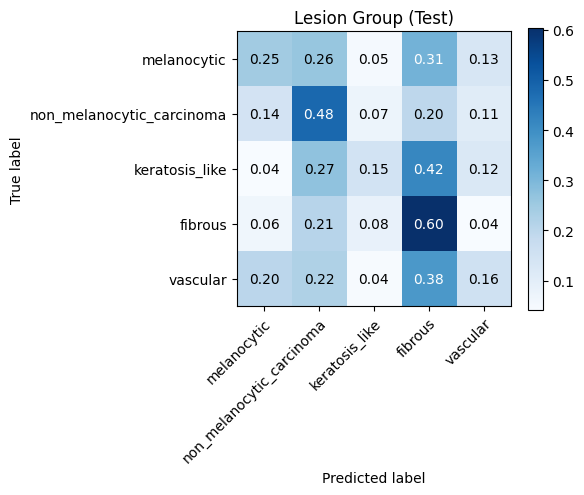 Lesion Group (Test)
True label
melanocytic 0.25 0.26 0.05 0.31 0.13
non_melanocytic_carcinoma 0.14 0.48 0.07 0.20 0.11
keratosis_like 0.04 0.27 0.15 0.42 0.12
fibrous 0.06 0.21 0.08 0.60 0.04
vascular 0.20 0.22 0.04 0.38 0.16
melanocytic
non_melanocytic_carcinoma
keratosis_like
fibrous
vascular
Predicted label
0.6
0.5
0.4
0.3
0.2
0.1